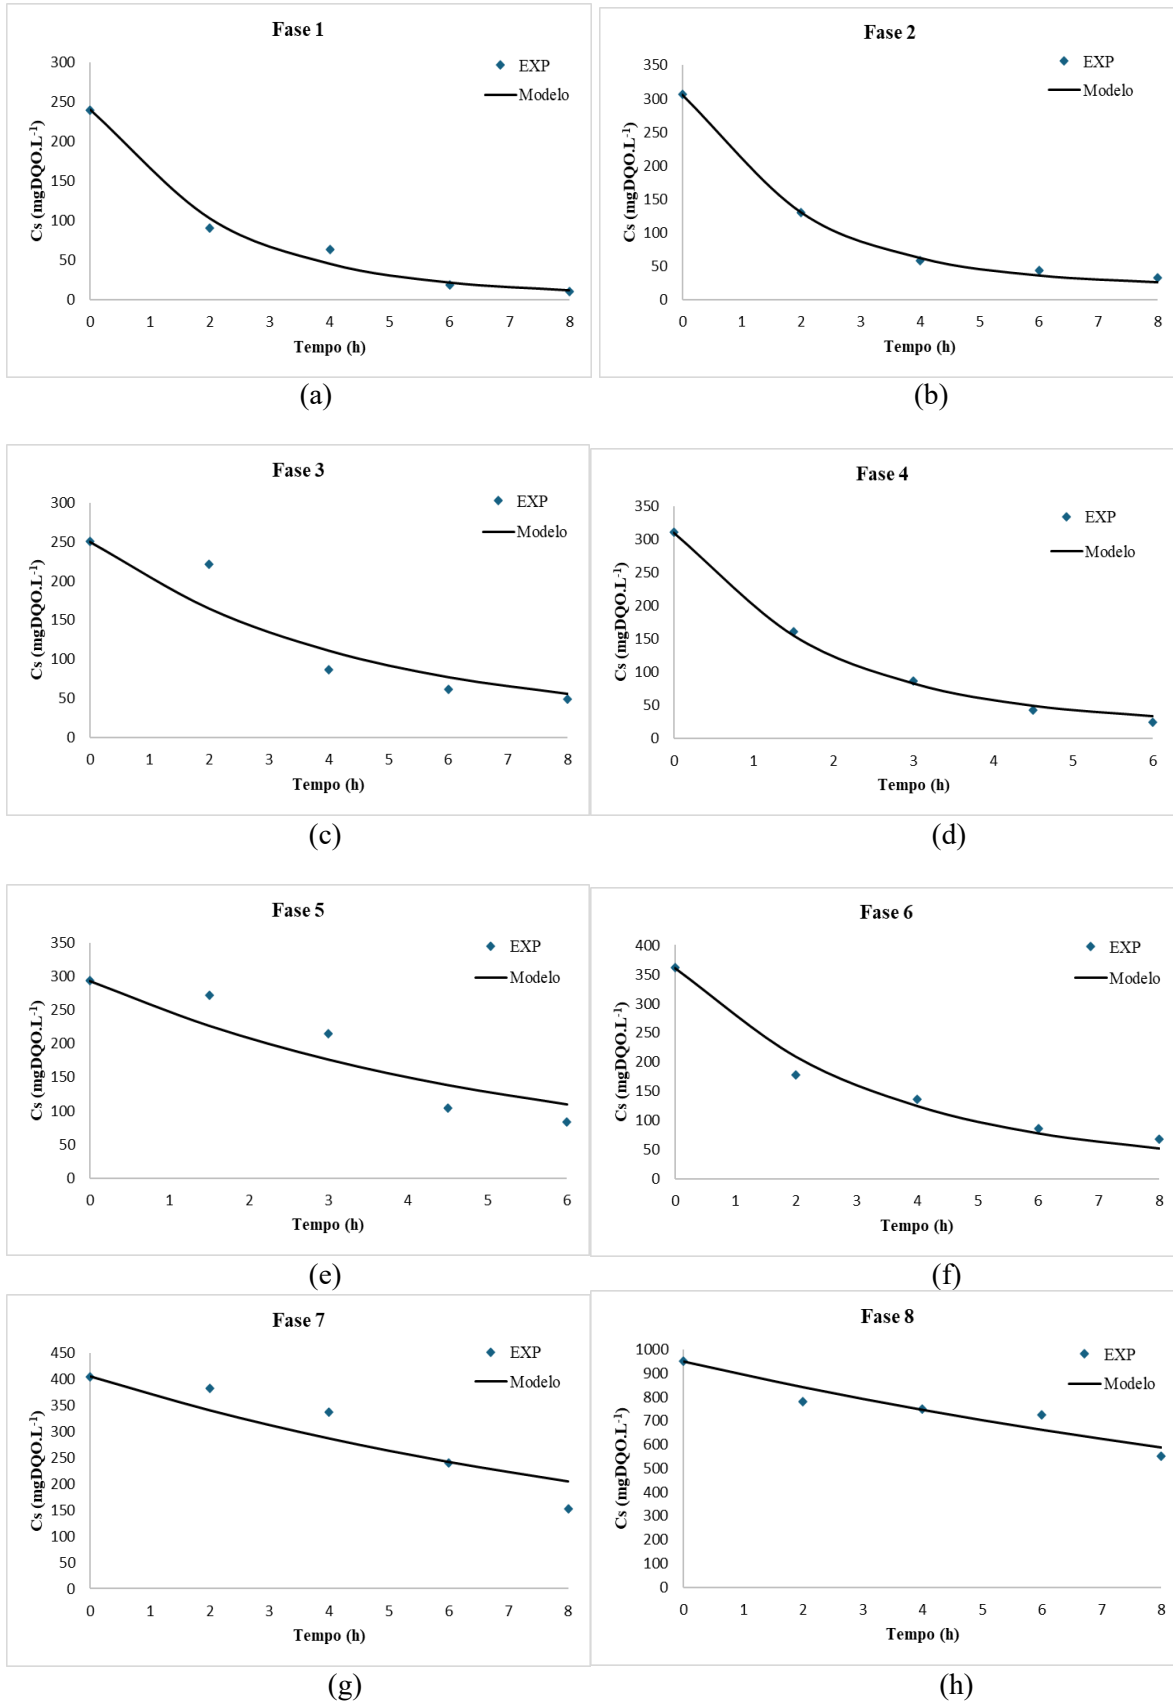 Fase 1
EXP
Modelo
Cs (mgDQO.L-1)
300
250
200
150
100
50
0
0 1 2 3 4 5 6 7 8
Tempo (h)
(a)
Fase 2
EXP
Modelo
Cs (mgDQO.L-1)
350
300
250
200
150
100
50
0
0 1 2 3 4 5 6 7 8
Tempo (h)
(b)
Fase 3
EXP
Modelo
Cs (mgDQO.L-1)
300
250
200
150
100
50
0
0 1 2 3 4 5 6 7 8
Tempo (h)
(c)
Fase 4
EXP
Modelo
Cs (mgDQO.L-1)
350
300
250
200
150
100
50
0
0 1 2 3 4 5 6
Tempo (h)
(d)
Fase 5
EXP
Modelo
Cs (mgDQO.L-1)
350
300
250
200
150
100
50
0
0 1 2 3 4 5 6
Tempo (h)
(e)
Fase 6
EXP
Modelo
Cs (mgDQO.L-1)
400
350
300
250
200
150
100
50
0
0 1 2 3 4 5 6 7 8
Tempo (h)
(f)
Fase 7
EXP
Modelo
Cs (mgDQO.L-1)
450
400
350
300
250
200
150
100
50
0
0 1 2 3 4 5 6 7 8
Tempo (h)
(g)
Fase 8
EXP
Modelo
Cs (mgDQO.L-1)
1000
900
800
700
600
500
400
300
200
100
0
0 1 2 3 4 5 6 7 8
Tempo (h)
(h)